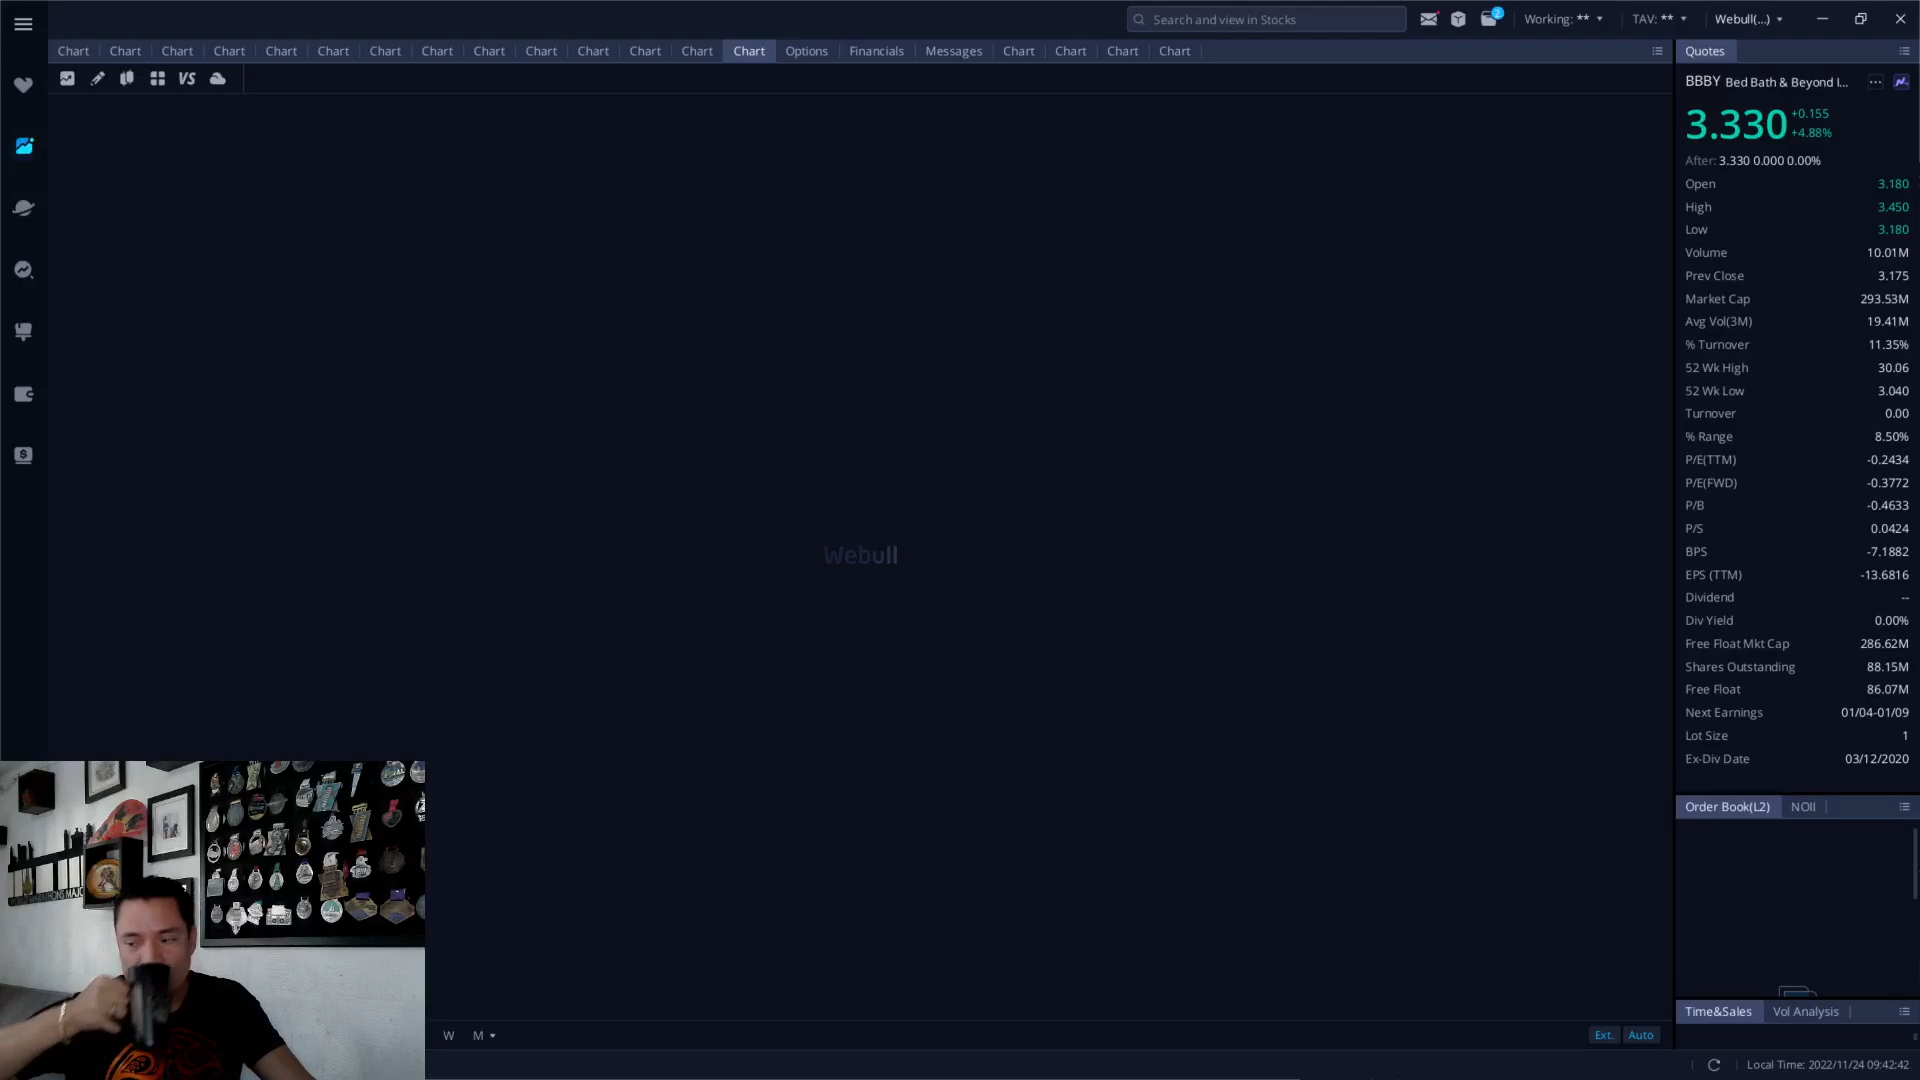 Search and view in Stocks
2
Working: **
TAV: **
Webull(...)
Chart Chart Chart Chart Chart Chart Chart Chart Chart Chart Chart Chart Chart Chart Options Financials Messages Chart Chart Chart Chart
VS
Quotes
BBBY Bed Bath & Beyond I...
3.330 +0.155
+4.88%
After: 3.330 0.000 0.00%
Open 3.180
High 3.450
Low 3.180
Volume 10.01M
Prev Close 3.175
Market Cap 293.53M
Avg Vol(3M) 19.41M
% Turnover 11.35%
52 Wk High 30.06
52 Wk Low 3.040
Turnover 0.00
% Range 8.50%
P/E(TTM) -0.2434
P/E(FWD) -0.3772
P/B -0.4633
P/S 0.0424
BPS -7.1882
EPS (TTM) -13.6816
Dividend --
Div Yield 0.00%
Free Float Mkt Cap 286.62M
Shares Outstanding 88.15M
Free Float 86.07M
Next Earnings 01/04-01/09
Lot Size 1
Ex-Div Date 03/12/2020
Webull
Order Book(L2) NOII
Time&Sales Vol Analysis
W M
Ext. Auto
Local Time: 2022/11/24 09:42:42